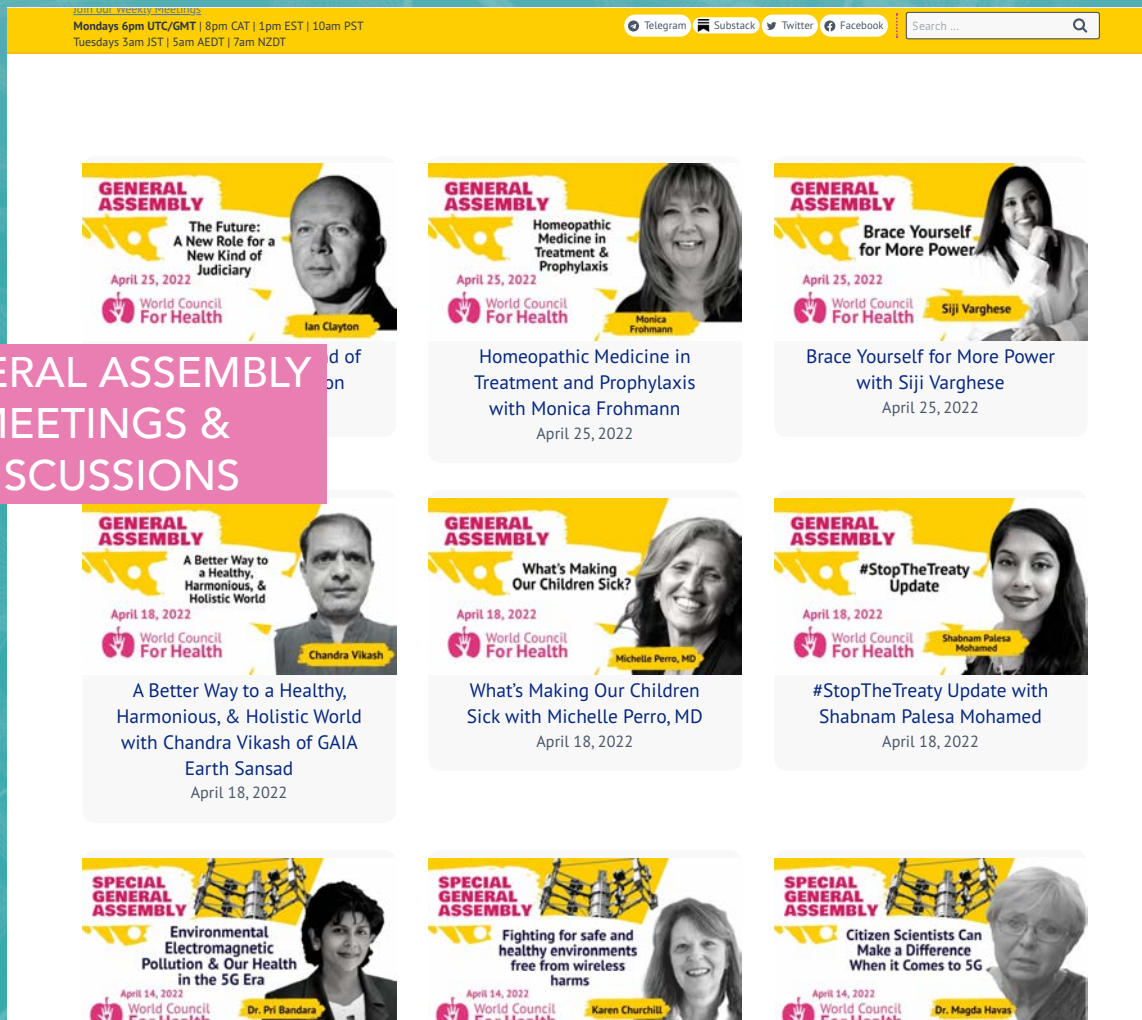 Join our Weekly Meetings
Mondays 6pm UTC/GMT | 8pm CAT | 1pm EST | 10am PST
Tuesdays 3am JST | 5am AEDT | 7am NZDT
Telegram
Substack
Twitter
Facebook
Search ...
GENERAL
ASSEMBLY
The Future:
A New Role for a
New Kind of
Judiciary
April 25, 2022
World Council
For Health
Ian Clayton
d of
on
GENERAL
ASSEMBLY
Homeopathic
Medicine in
Treatment &
Prophylaxis
April 25, 2022
World Council
For Health
Monica
Frohmann
Homeopathic Medicine in
Treatment and Prophylaxis
with Monica Frohmann
April 25, 2022
GENERAL
ASSEMBLY
Brace Yourself
for More Power
April 25, 2022
World Council
For Health
Siji Varghese
Brace Yourself for More Power
with Siji Varghese
April 25, 2022
ERAL ASSEMBLY
MEETINGS &
SCUSSIONS
GENERAL
ASSEMBLY
A Better Way to
a Healthy,
Harmonious, &
Holistic World
April 18, 2022
World Council
For Health
Chandra Vikash
A Better Way to a Healthy,
Harmonious, & Holistic World
with Chandra Vikash of GAIA
Earth Sansad
April 18, 2022
GENERAL
ASSEMBLY
What's Making
Our Children Sick?
April 18, 2022
World Council
For Health
Michelle Perro, MD
What's Making Our Children
Sick with Michelle Perro, MD
April 18, 2022
GENERAL
ASSEMBLY
#StopTheTreaty
Update
April 18, 2022
World Council
For Health
Shabnam Palesa
Mohamed
#StopTheTreaty Update with
Shabnam Palesa Mohamed
April 18, 2022
SPECIAL
GENERAL
ASSEMBLY
Environmental
Electromagnetic
Pollution & Our Health
in the 5G Era
April 14, 2022
World Council
For Health
Dr. Pri Bandara
SPECIAL
GENERAL
ASSEMBLY
Fighting for safe and
healthy environments
free from wireless
harms
April 14, 2022
World Council
For Health
Karen Churchill
SPECIAL
GENERAL
ASSEMBLY
Citizen Scientists Can
Make a Difference
When it Comes to 5G
April 14, 2022
World Council
For Health
Dr. Magda Havas